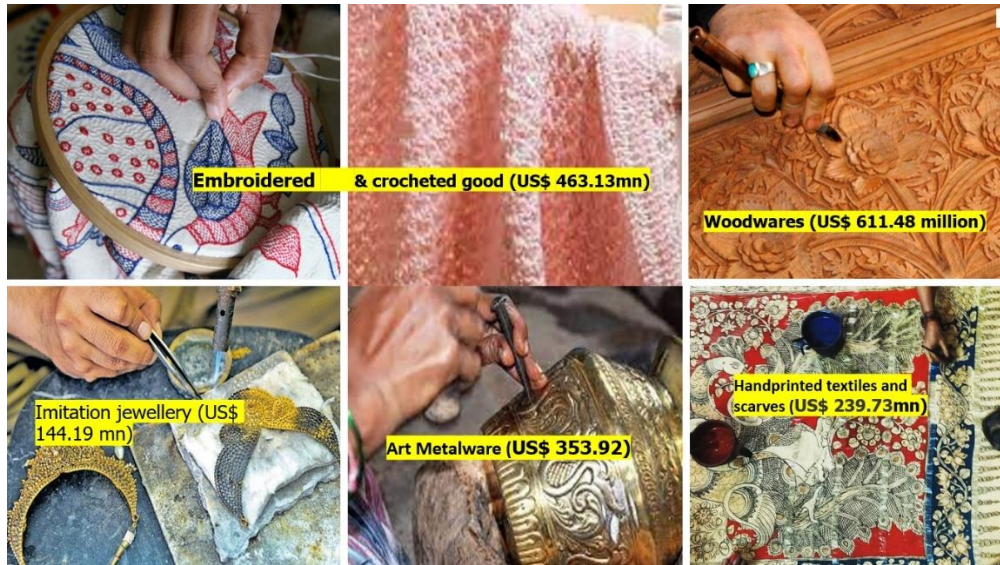 Embroidered & crocheted good (US$ 463.13mn)
Woodwares (US$ 611.48 million)
Imitation jewellery (US$
144.19 mn)
Art Metalware (US$ 353.92)
Handprinted textiles and
scarves (US$ 239.73mn)